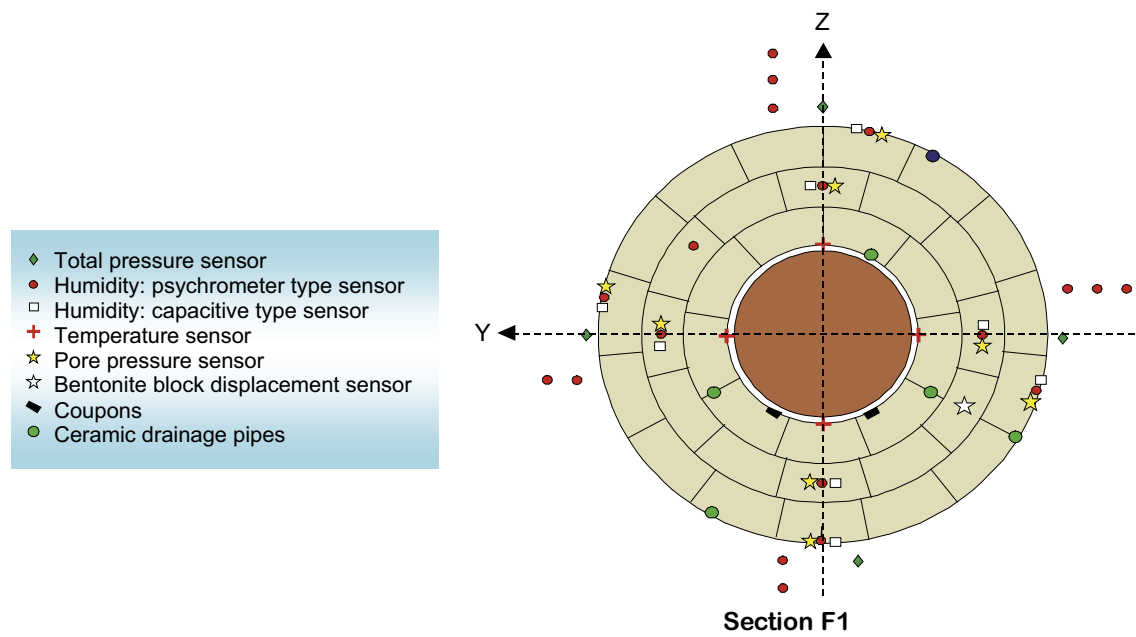 Z
Total pressure sensor
Humidity: psychrometer type sensor
Humidity: capacitive type sensor
Temperature sensor
Pore pressure sensor
Bentonite block displacement sensor
Coupons
Ceramic drainage pipes
Y
Section F1